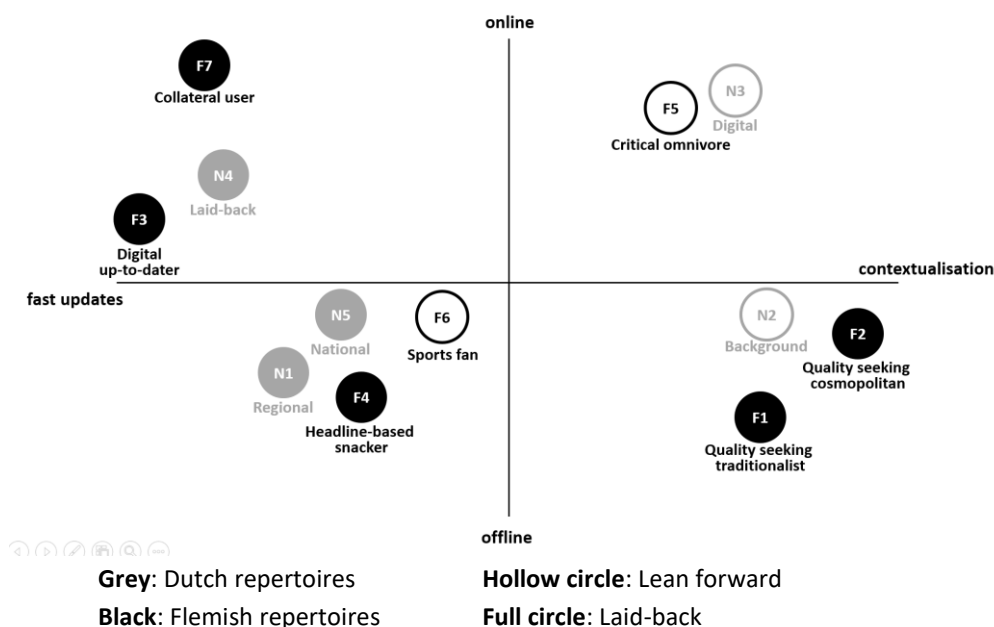 online
F7
Collateral user
N3
Digital
F5
Critical omnivore
N4
Laid-back
F3
Digital
up-to-dater
contextualisation
fast updates
N5
National
F6
Sports fan
N2
Background
F2
Quality seeking
cosmopolitan
N1
Regional
F4
Headline-based
snacker
F1
Quality seeking
traditionalist
offline
Grey: Dutch repertoires
Hollow circle: Lean forward
Black: Flemish repertoires
Full circle: Laid-back